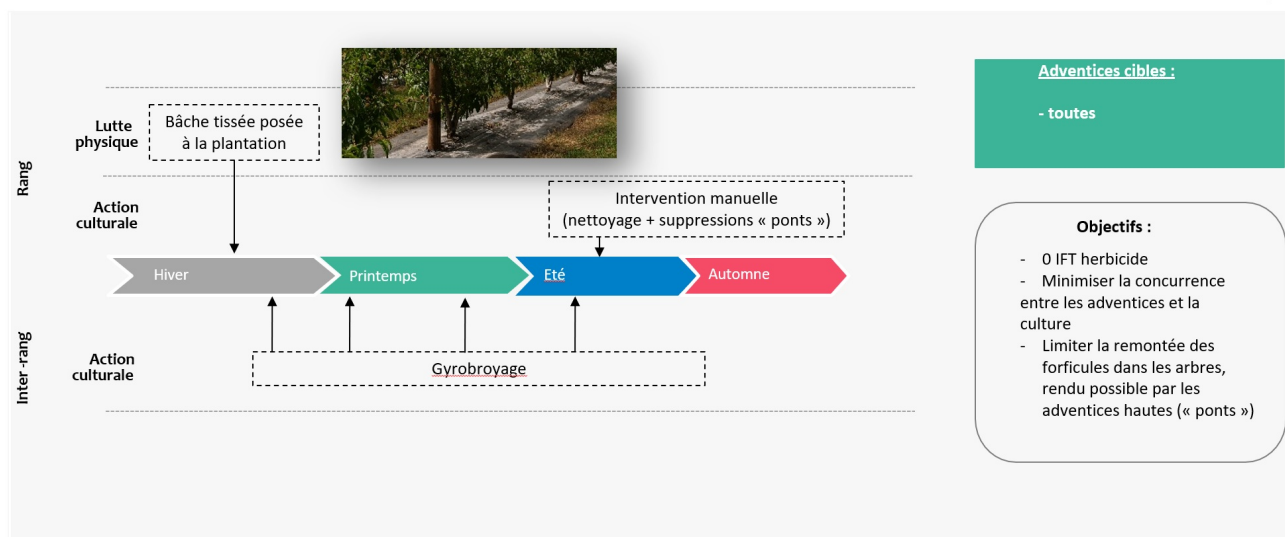 Rang
Lutte
physique
Bâche tissée posée
à la plantation
Action
culturale
Intervention manuelle
(nettoyage + suppressions « ponts »)
Hiver
Printemps
Eté
Automne
Inter -rang
Action
culturale
Gyrobroyage
Adventices cibles :
- toutes
Objectifs :
- 0 IFT herbicide
- Minimiser la concurrence
entre les adventices et la
culture
- Limiter la remontée des
forficules dans les arbres,
rendu possible par les
adventices hautes (« ponts »)